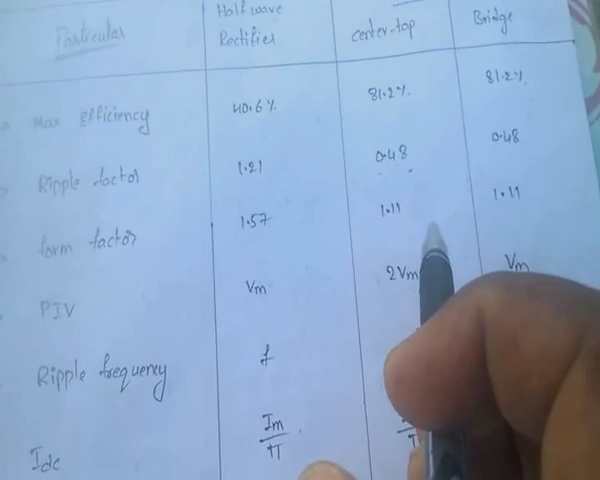 Particular Half wave Rectifier Center-tap Bridge
Max efficiency 40.6% 81.2% 81.2%
Ripple factor 1.21 0.48 0.48
form factor 1.57 1.11 1.11
PIV Vm 2Vm Vm
Ripple frequency f
Idc Im/π